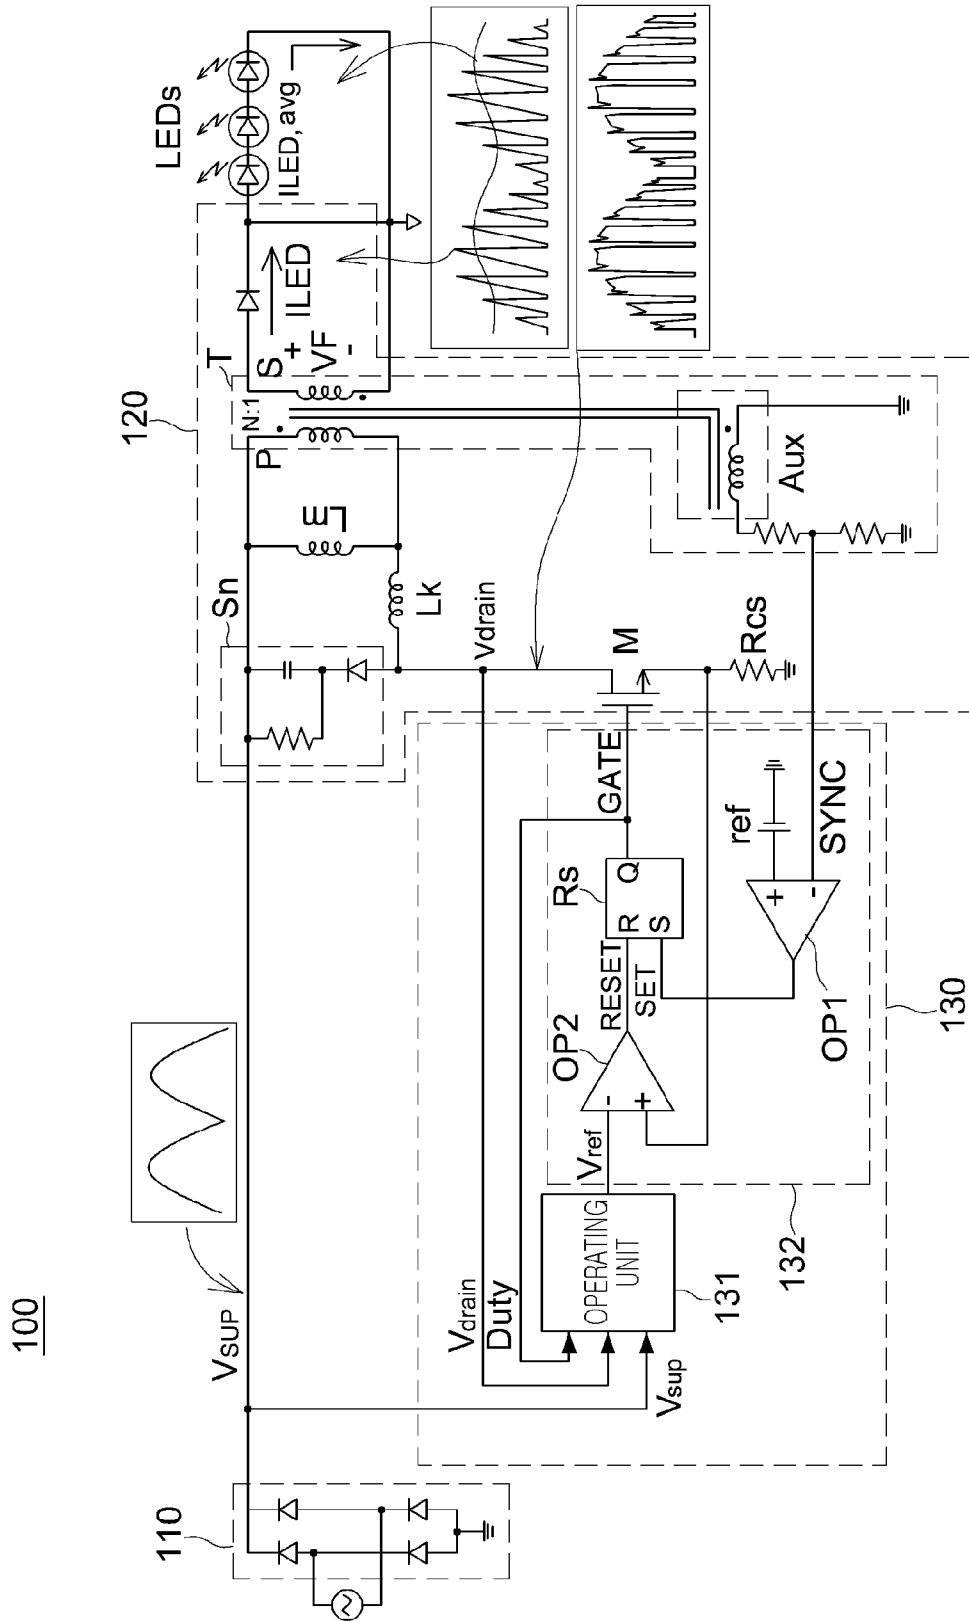 100
110
VSUP
120
Sn
T
P
N:1
S
+
VF
-
Lm
Lk
ILED
LEDs
ILED, avg
Vdrain
M
Rcs
Aux
Vdrain
Duty
Vsup
OPERATING
UNIT
131
Vref
-
+
OP2
RESET
SET
Rs
R
S
Q
GATE
ref
+
-
SYNC
OP1
132
130